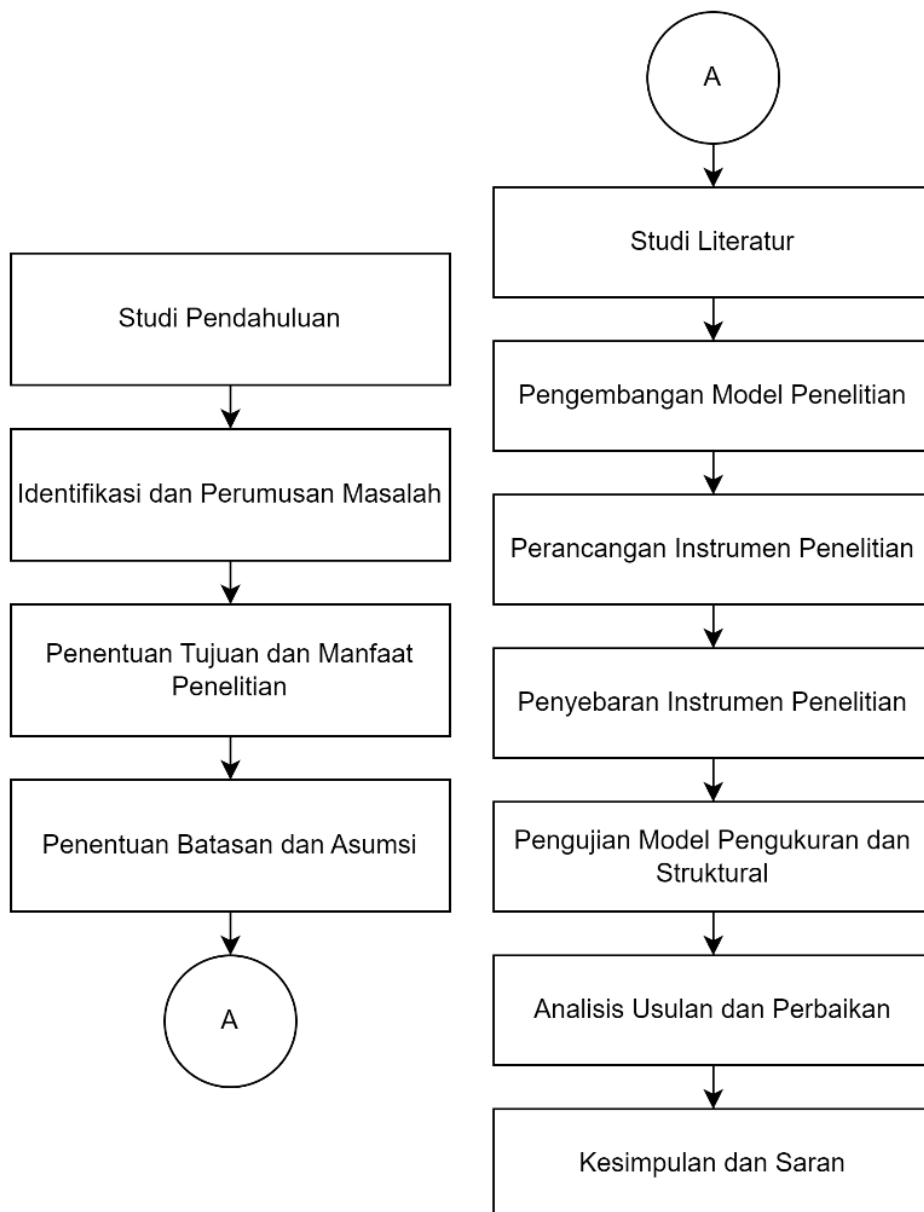 Studi Pendahuluan
Identifikasi dan Perumusan Masalah
Penentuan Tujuan dan Manfaat
Penelitian
Penentuan Batasan dan Asumsi
A
A
Studi Literatur
Pengembangan Model Penelitian
Perancangan Instrumen Penelitian
Penyebaran Instrumen Penelitian
Pengujian Model Pengukuran dan
Struktural
Analisis Usulan dan Perbaikan
Kesimpulan dan Saran